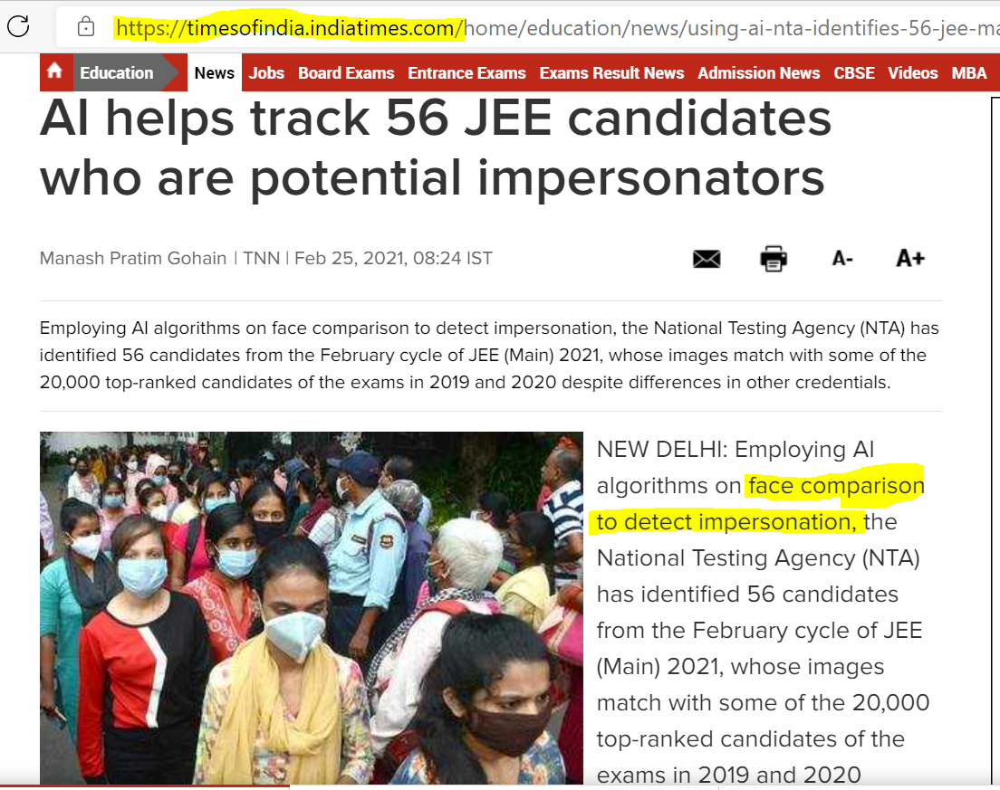 https://timesofindia.indiatimes.com/home/education/news/using-ai-nta-identifies-56-jee-ma
Education News Jobs Board Exams Entrance Exams Exams Result News Admission News CBSE Videos MBA
AI helps track 56 JEE candidates
who are potential impersonators
Manash Pratim Gohain | TNN | Feb 25, 2021, 08:24 IST
A- A+
Employing AI algorithms on face comparison to detect impersonation, the National Testing Agency (NTA) has
identified 56 candidates from the February cycle of JEE (Main) 2021, whose images match with some of the
20,000 top-ranked candidates of the exams in 2019 and 2020 despite differences in other credentials.
NEW DELHI: Employing AI
algorithms on face comparison
to detect impersonation, the
National Testing Agency (NTA)
has identified 56 candidates
from the February cycle of JEE
(Main) 2021, whose images
match with some of the 20,000
top-ranked candidates of the
exams in 2019 and 2020